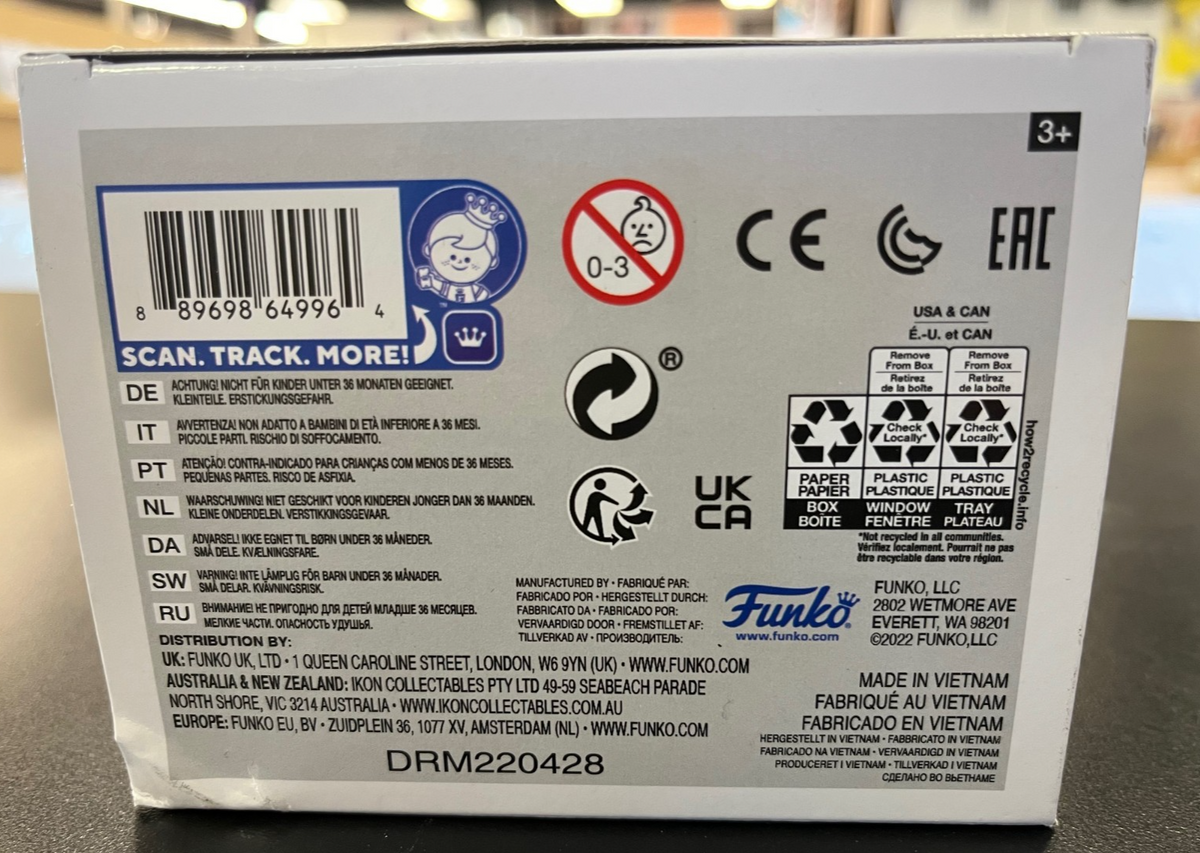 3+
8 89698 64996 4
SCAN. TRACK. MORE!
™
0-3
CE
EAC
®
DE ACHTUNG! NICHT FÜR KINDER UNTER 36 MONATEN GEEIGNET.
KLEINTEILE. ERSTICKUNGSGEFAHR.
IT AVVERTENZA! NON ADATTO A BAMBINI DI ETÀ INFERIORE A 36 MESI.
PICCOLE PARTI. RISCHIO DI SOFFOCAMENTO.
PT ATENÇÃO! CONTRA-INDICADO PARA CRIANÇAS COM MENOS DE 36 MESES.
PEQUENAS PARTES. RISCO DE ASFIXIA.
NL WAARSCHUWING! NIET GESCHIKT VOOR KINDEREN JONGER DAN 36 MAANDEN.
KLEINE ONDERDELEN. VERSTIKKINGSGEVAAR.
DA ADVARSEL! IKKE EGNET TIL BØRN UNDER 36 MÅNEDER.
SMÅ DELE. KVÆLNINGSFARE.
SW VARNING! INTE LÄMPLIG FÖR BARN UNDER 36 MÅNADER.
SMÅ DELAR. KVÄVNINGSRISK.
RU ВНИМАНИЕ! НЕ ПРИГОДНО ДЛЯ ДЕТЕЙ МЛАДШЕ 36 МЕСЯЦЕВ.
МЕЛКИЕ ЧАСТИ. ОПАСНОСТЬ УДУШЬЯ.
UK
CA
USA & CAN
É.-U. et CAN
Remove From Box
Retirez de la boîte
Remove From Box
Retirez de la boîte
Check Locally*
Check Locally*
PAPER PAPIER
PLASTIC PLASTIQUE
PLASTIC PLASTIQUE
BOX BOÎTE
WINDOW FENÊTRE
TRAY PLATEAU
how2recycle.info
*Not recycled in all communities.
Vérifiez localement. Pourrait ne pas
être recyclable dans votre région.
MANUFACTURED BY • FABRIQUÉ PAR:
FABRICADO POR • HERGESTELLT DURCH:
FABBRICATO DA • FABRICADO POR:
VERVAARDIGD DOOR • FREMSTILLET AF:
TILLVERKAD AV • ПРОИЗВОДИТЕЛЬ:
Funko
www.funko.com
FUNKO, LLC
2802 WETMORE AVE
EVERETT, WA 98201
©2022 FUNKO,LLC
DISTRIBUTION BY:
UK: FUNKO UK, LTD • 1 QUEEN CAROLINE STREET, LONDON, W6 9YN (UK) • WWW.FUNKO.COM
AUSTRALIA & NEW ZEALAND: IKON COLLECTABLES PTY LTD 49-59 SEABEACH PARADE
NORTH SHORE, VIC 3214 AUSTRALIA • WWW.IKONCOLLECTABLES.COM.AU
EUROPE: FUNKO EU, BV • ZUIDPLEIN 36, 1077 XV, AMSTERDAM (NL) • WWW.FUNKO.COM
DRM220428
MADE IN VIETNAM
FABRIQUÉ AU VIETNAM
FABRICADO EN VIETNAM
HERGESTELLT IN VIETNAM • FABBRICATO IN VIETNAM
FABRICADO NA VIETNAM • VERVAARDIGD IN VIETNAM
PRODUCERET I VIETNAM • TILLVERKAD I VIETNAM
СДЕЛАНО ВО ВЬЕТНАМЕ